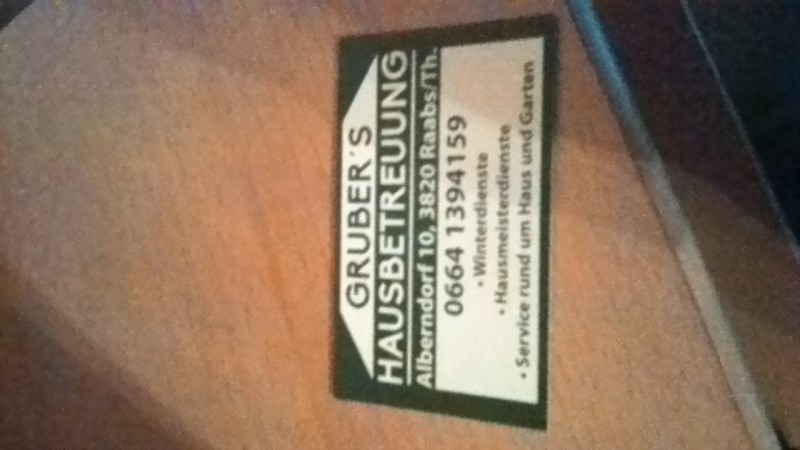 GRUBER´S
HAUSBETREUUNG
Alberndorf 10, 3820 Raabs/Th.
0664 1394159
• Winterdienste
• Hausmeisterdienste
• Service rund um Haus und Garten